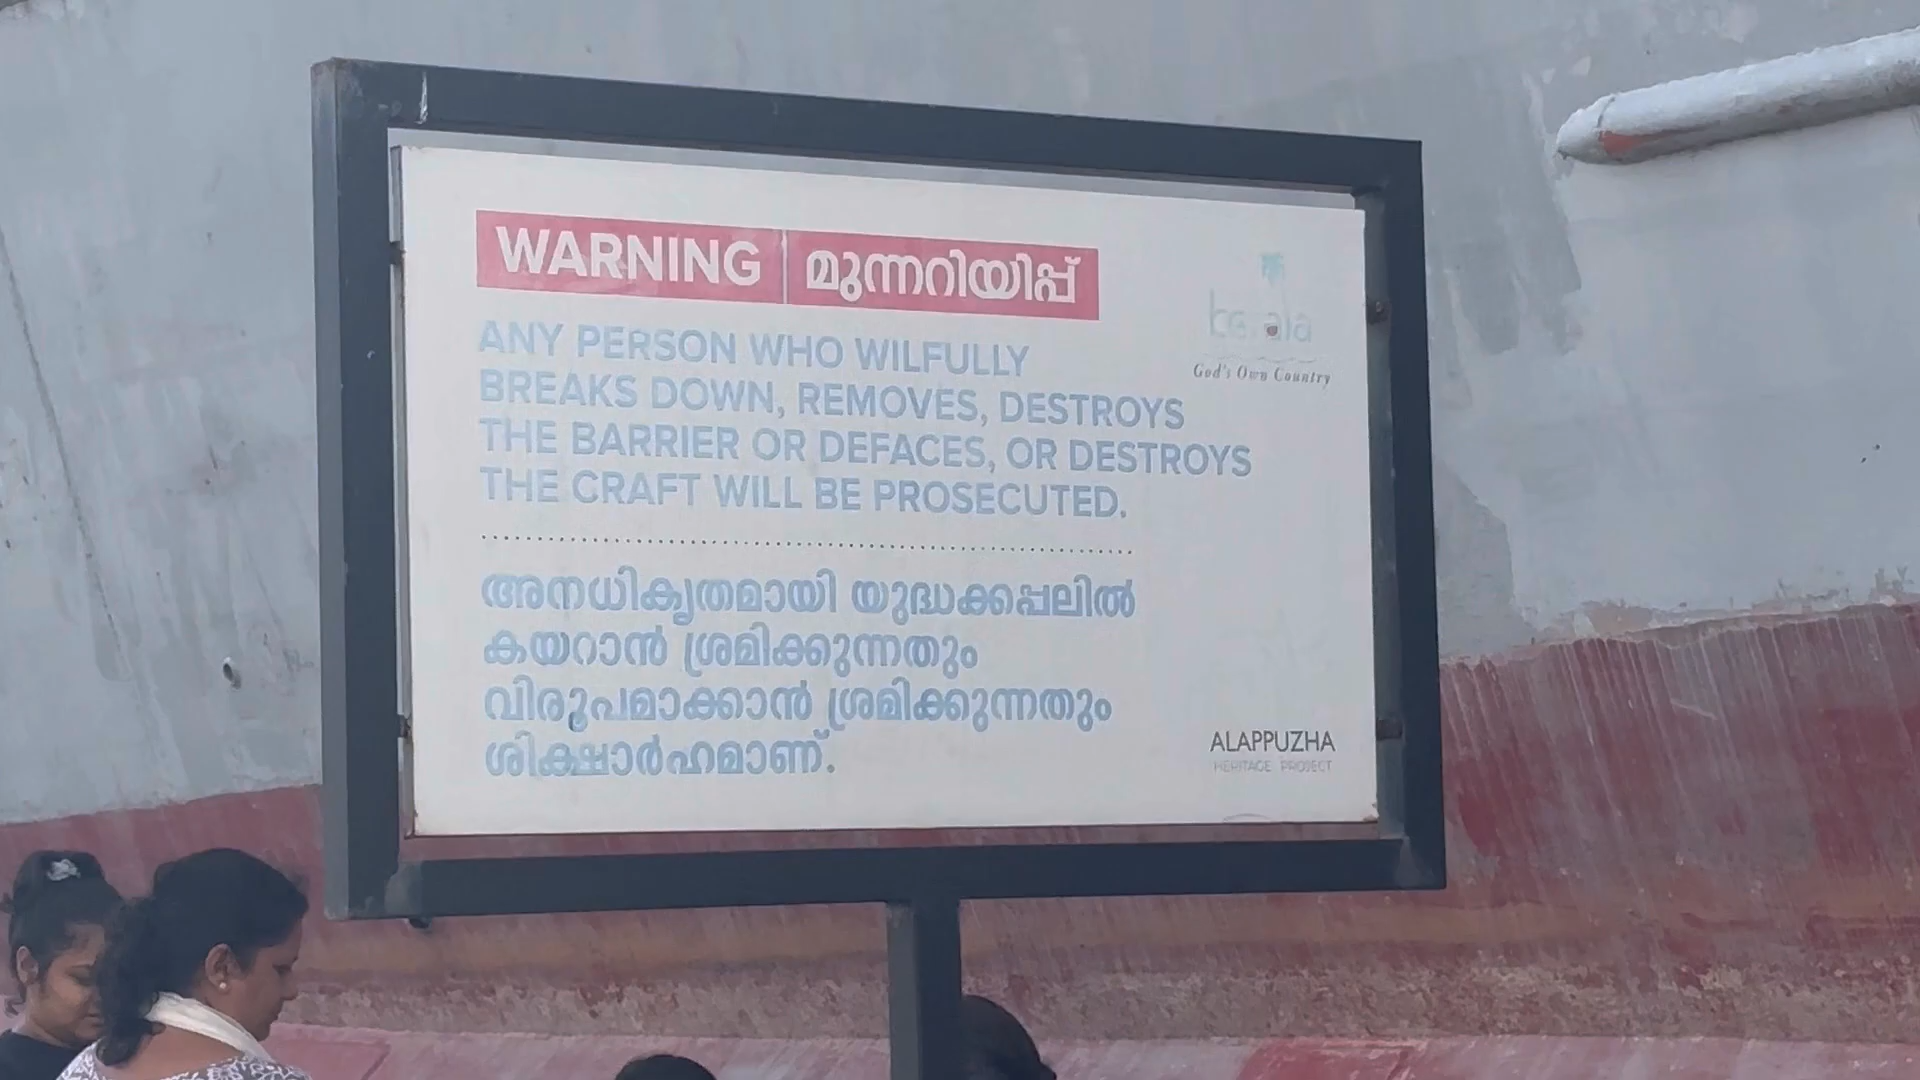 WARNING മുന്നറിയിപ്പ്
kerala
God's Own Country
ANY PERSON WHO WILFULLY
BREAKS DOWN, REMOVES, DESTROYS
THE BARRIER OR DEFACES, OR DESTROYS
THE CRAFT WILL BE PROSECUTED.
അനധികൃതമായി യുദ്ധക്കപ്പലിൽ
കയറാൻ ശ്രമിക്കുന്നതും
വിരൂപമാക്കാൻ ശ്രമിക്കുന്നതും
ശിക്ഷാർഹമാണ്.
ALAPPUZHA
HERITAGE PROJECT